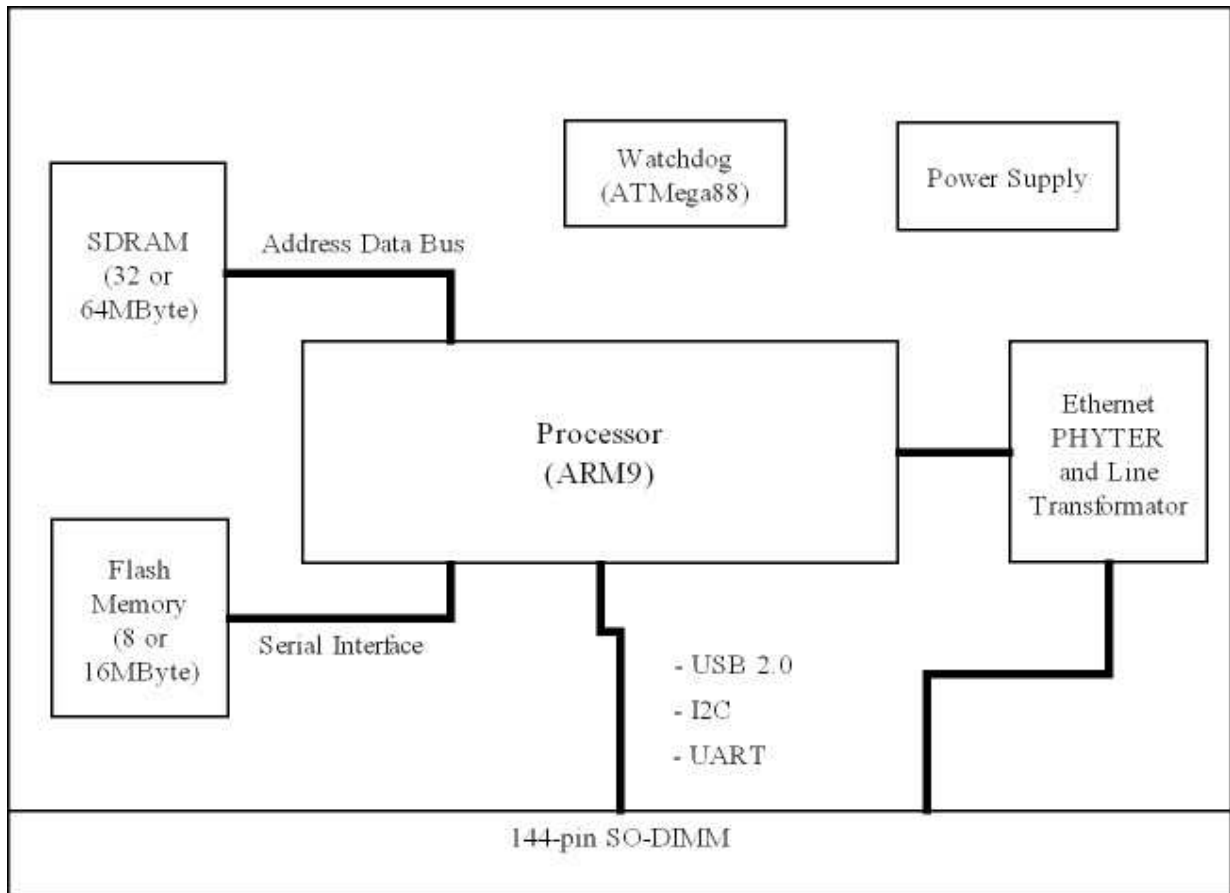 Watchdog
(ATMega88)
Power Supply
SDRAM
(32 or
64MByte)
Address Data Bus
Processor
(ARM9)
Ethernet
PHYTER
and Line
Transformator
Flash
Memory
(8 or
16MByte)
Serial Interface
- USB 2.0
- I2C
- UART
144-pin SO-DIMM